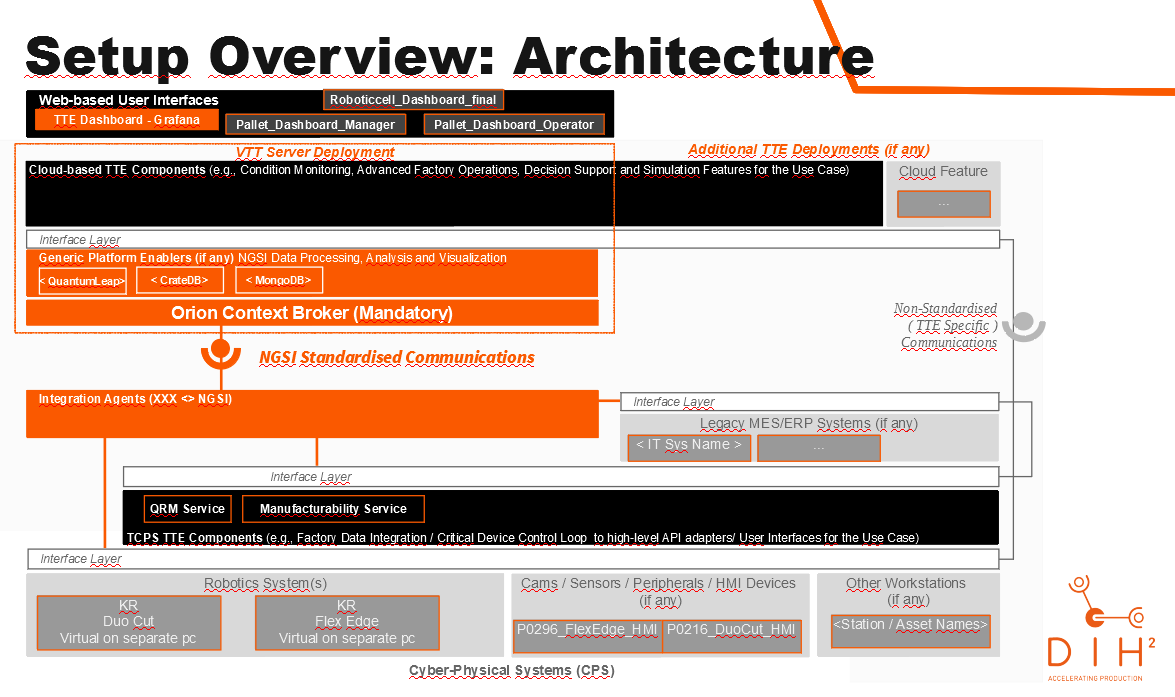 Setup Overview: Architecture
Web-based User Interfaces
Roboticcell_Dashboard_final
TTE Dashboard - Grafana
Pallet_Dashboard_Manager
Pallet_Dashboard_Operator
VTT Server Deployment
Additional TTE Deployments (if any)
Cloud-based TTE Components (e.g., Condition Monitoring, Advanced Factory Operations, Decision Support and Simulation Features for the Use Case)
Cloud Feature
...
Interface Layer
Generic Platform Enablers (if any) NGSI Data Processing, Analysis and Visualization
< QuantumLeap>
< CrateDB>
< MongoDB>
Orion Context Broker (Mandatory)
Non-Standardised
( TTE Specific )
Communications
NGSI Standardised Communications
Integration Agents (XXX <> NGSI)
Interface Layer
Legacy MES/ERP Systems (if any)
< IT Sys Name >
...
Interface Layer
QRM Service
Manufacturability Service
TCPS TTE Components (e.g., Factory Data Integration / Critical Device Control Loop to high-level API adapters/ User Interfaces for the Use Case)
Interface Layer
Robotics System(s)
KR
Duo Cut
Virtual on separate pc
KR
Flex Edge
Virtual on separate pc
Cams / Sensors / Peripherals / HMI Devices
(if any)
P0296_FlexEdge_HMI
P0216_DuoCut_HMI
Other Workstations
(if any)
<Station / Asset Names>
Cyber-Physical Systems (CPS)
DIH²
ACCELERATING PRODUCTION